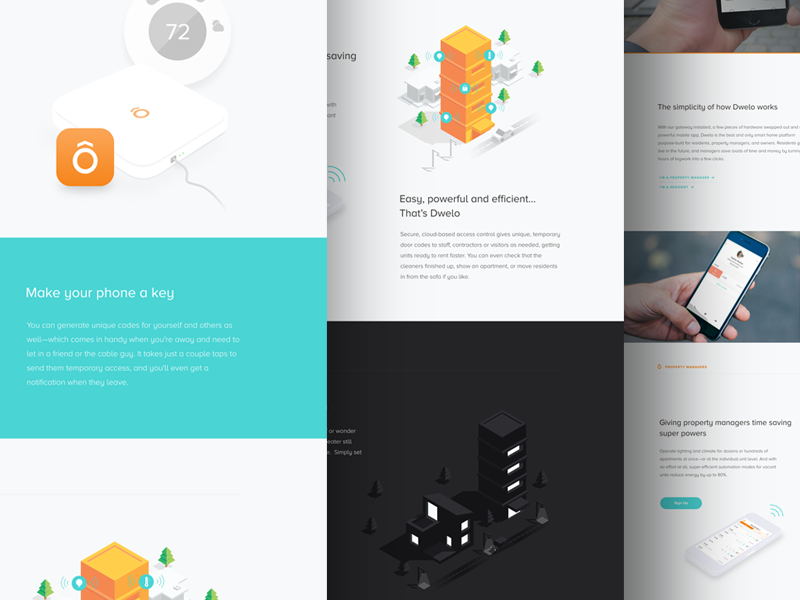 72
Make your phone a key
You can generate unique codes for yourself and others as
well—which comes in handy when you're away and need to
let in a friend or the cable guy. It takes just a couple taps to
send them temporary access, and you'll even get a
notification when they leave.
saving
with
Easy, powerful and efficient...
That's Dwelo
Secure, cloud-based access control gives unique, temporary
door codes to staff, contractors or visitors as needed, getting
units ready to rent faster. You can even check that the
cleaners finished up, show an apartment, or move residents
in from the sofa if you like.
or wonder
still
Simply set
The simplicity of how Dwelo works
With our gateway installed, a few pieces of hardware swapped out and
powerful mobile app, Dwelo is the best and only smart home platform
purpose-built for residents, property managers, and owners. Residents
live in the future, and managers save loads of time and money by turning
hours of legwork into a few clicks.
I'M A PROPERTY MANAGER
I'M A RESIDENT
PROPERTY MANAGERS
Giving property managers time saving
super powers
Operate lighting and climate for dozens or hundreds of
apartments at once—or at the individual unit level. And with
no effort at all, super-efficient automation modes for vacant
units reduce energy by up to 80%.
Sign Up